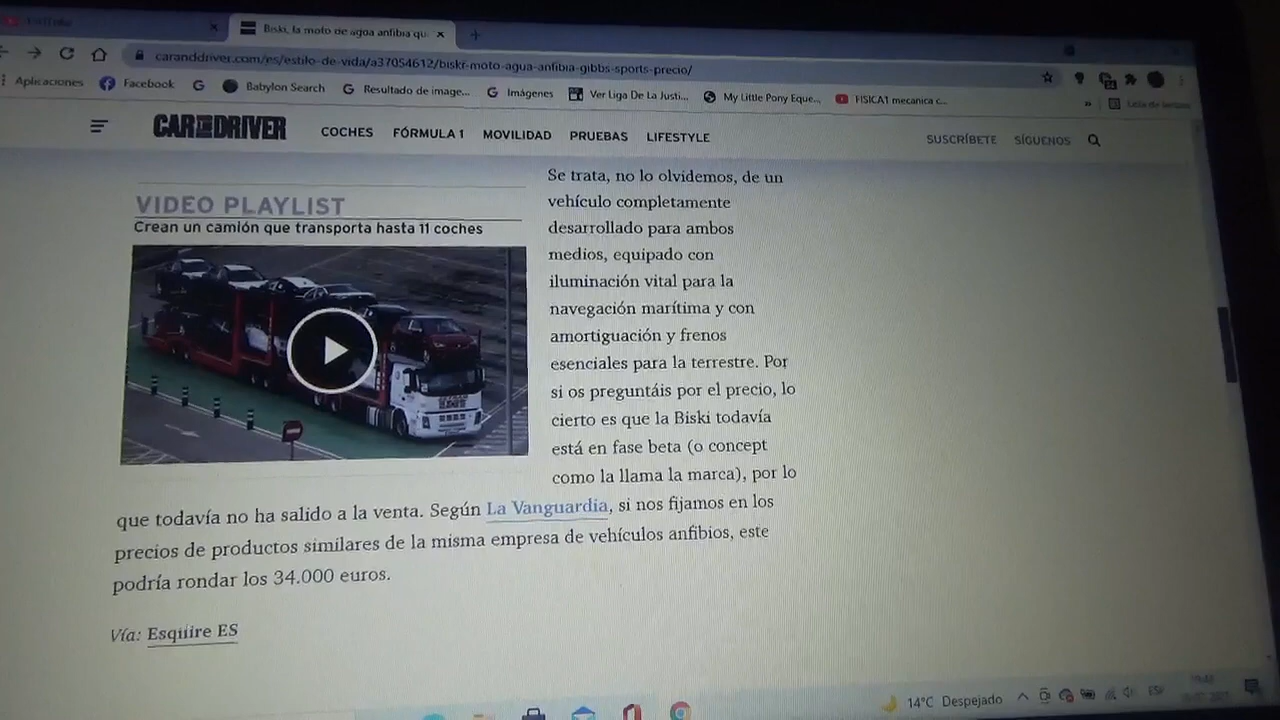 Biski, la moto de agua anfibia qu
caranddriver.com/es/estilo-de-vida/a37054612/biski-moto-agua-anfibia-gibbs-sports-precio/
Aplicaciones Facebook Babylon Search Resultado de image... Imágenes Ver Liga De La Justi... My Little Pony Eque... FISICA1 mecanica c...
CAR AND DRIVER COCHES FÓRMULA 1 MOVILIDAD PRUEBAS LIFESTYLE SUSCRÍBETE SÍGUENOS
VIDEO PLAYLIST
Crean un camión que transporta hasta 11 coches
Se trata, no lo olvidemos, de un
vehículo completamente
desarrollado para ambos
medios, equipado con
iluminación vital para la
navegación marítima y con
amortiguación y frenos
esenciales para la terrestre. Por
si os preguntáis por el precio, lo
cierto es que la Biski todavía
está en fase beta (o concept
como la llama la marca), por lo
que todavía no ha salido a la venta. Según La Vanguardia, si nos fijamos en los
precios de productos similares de la misma empresa de vehículos anfibios, este
podría rondar los 34.000 euros.
Vía: Esquire ES
14°C Despejado ESP